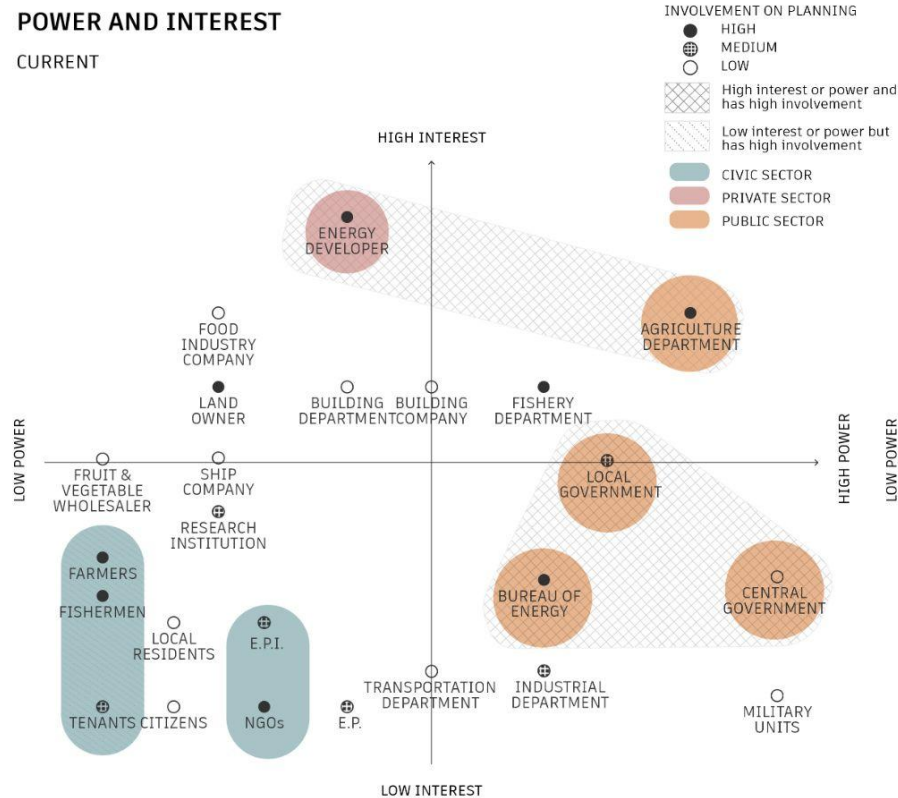 POWER AND INTEREST
CURRENT
INVOLVEMENT ON PLANNING
HIGH
MEDIUM
LOW
High interest or power and
has high involvement
Low interest or power but
has high involvement
CIVIC SECTOR
PRIVATE SECTOR
PUBLIC SECTOR
HIGH INTEREST
ENERGY
DEVELOPER
AGRICULTURE
DEPARTMENT
FOOD
INDUSTRY
COMPANY
LAND
OWNER
BUILDING
DEPARTMENT
BUILDING
COMPANY
FISHERY
DEPARTMENT
LOW POWER
HIGH POWER
LOW POWER
FRUIT &
VEGETABLE
WHOLESALER
SHIP
COMPANY
LOCAL
GOVERNMENT
RESEARCH
INSTITUTION
FARMERS
FISHERMEN
BUREAU OF
ENERGY
CENTRAL
GOVERNMENT
LOCAL
RESIDENTS
E.P.I.
TRANSPORTATION
DEPARTMENT
INDUSTRIAL
DEPARTMENT
TENANTS
CITIZENS
NGOs
E.P.
MILITARY
UNITS
LOW INTEREST